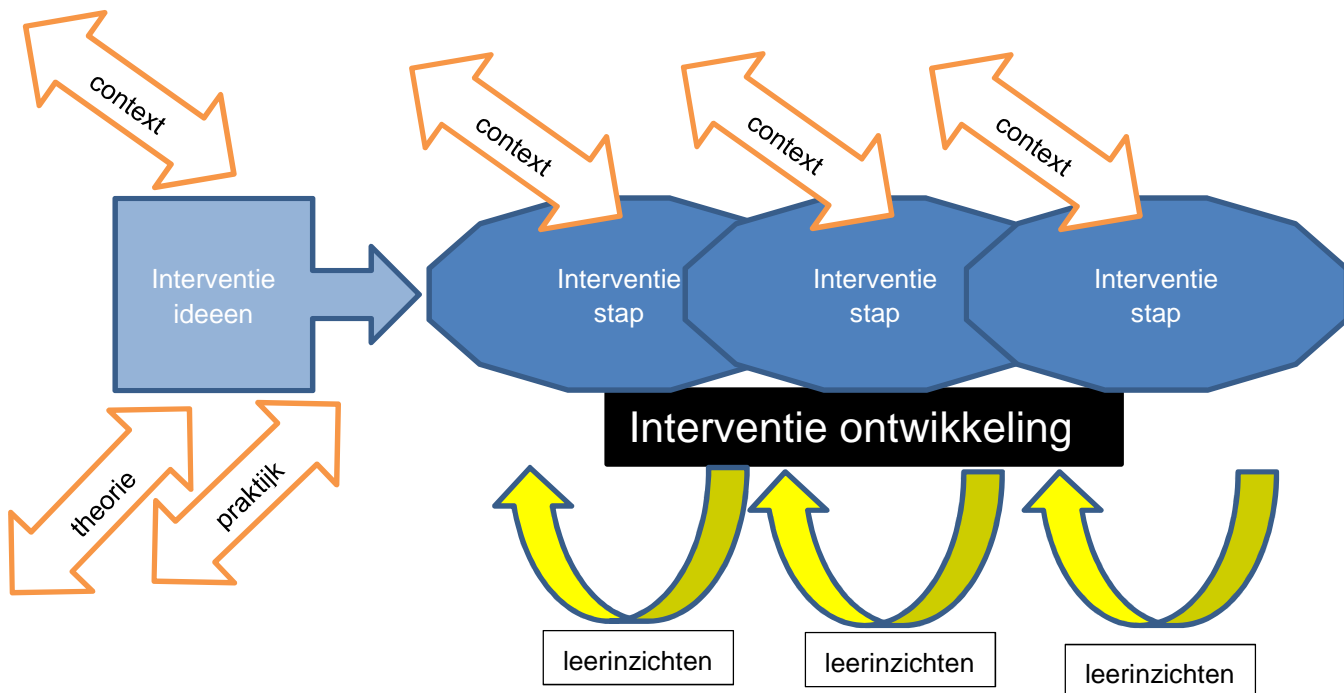 context
context
context
context
Interventie
ideeen
Interventie
stap
Interventie
stap
Interventie
stap
Interventie ontwikkeling
theorie
praktijk
leerinzichten
leerinzichten
leerinzichten